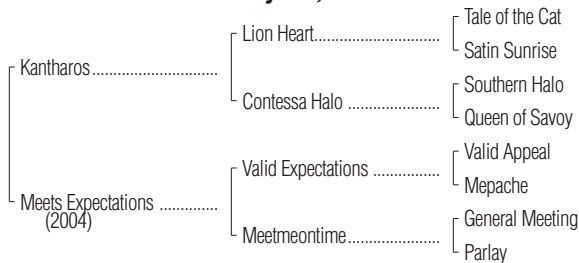 Tale of the Cat
Lion Heart
Satin Sunrise
Kantharos
Southern Halo
Contessa Halo
Queen of Savoy
Valid Appeal
Valid Expectations
Mepache
Meets Expectations
(2004)
General Meeting
Meetmeontime
Parlay